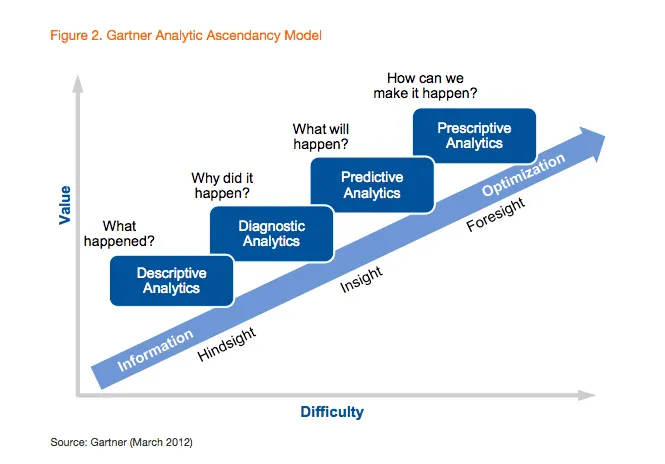 Figure 2. Gartner Analytic Ascendancy Model
How can we
make it happen?
Prescriptive
Analytics
What will
happen?
Predictive
Analytics
Optimization
Why did it
happen?
Diagnostic
Analytics
Foresight
Value
What
happened?
Descriptive
Analytics
Insight
Information
Hindsight
Difficulty
Source: Gartner (March 2012)